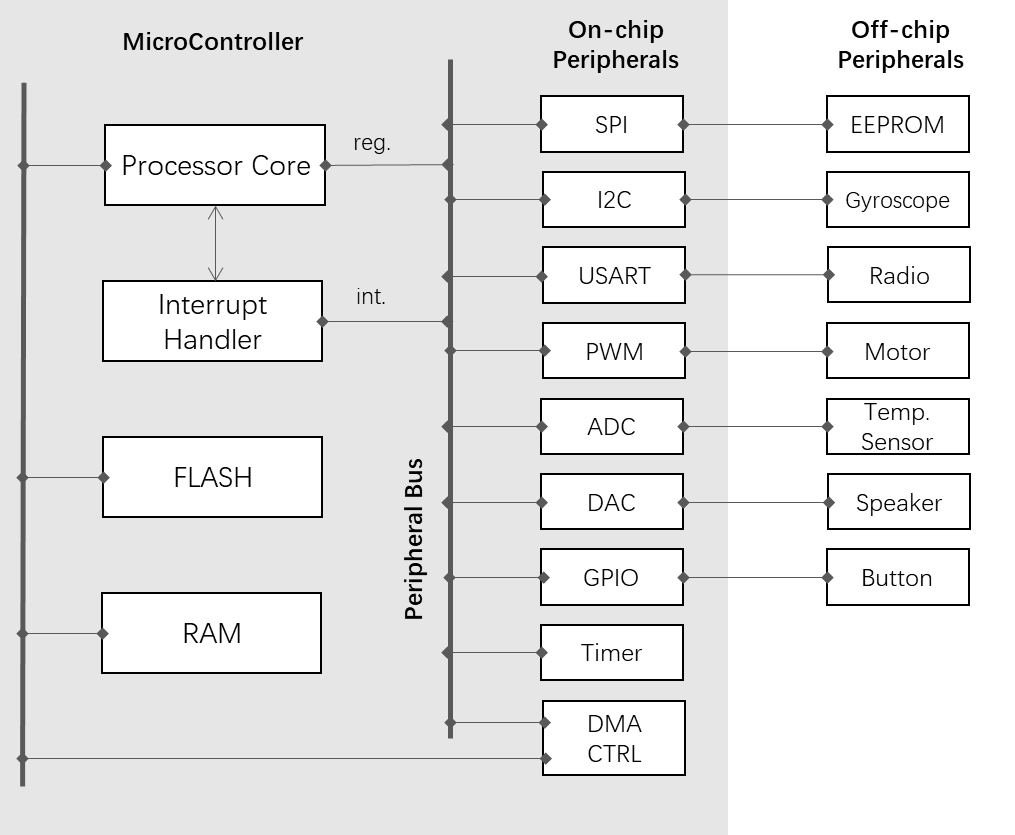 MicroController
On-chip
Peripherals
Off-chip
Peripherals
Processor Core
reg.
Interrupt
Handler
int.
FLASH
RAM
Peripheral Bus
SPI
EEPROM
I2C
Gyroscope
USART
Radio
PWM
Motor
ADC
Temp.
Sensor
DAC
Speaker
GPIO
Button
Timer
DMA
CTRL